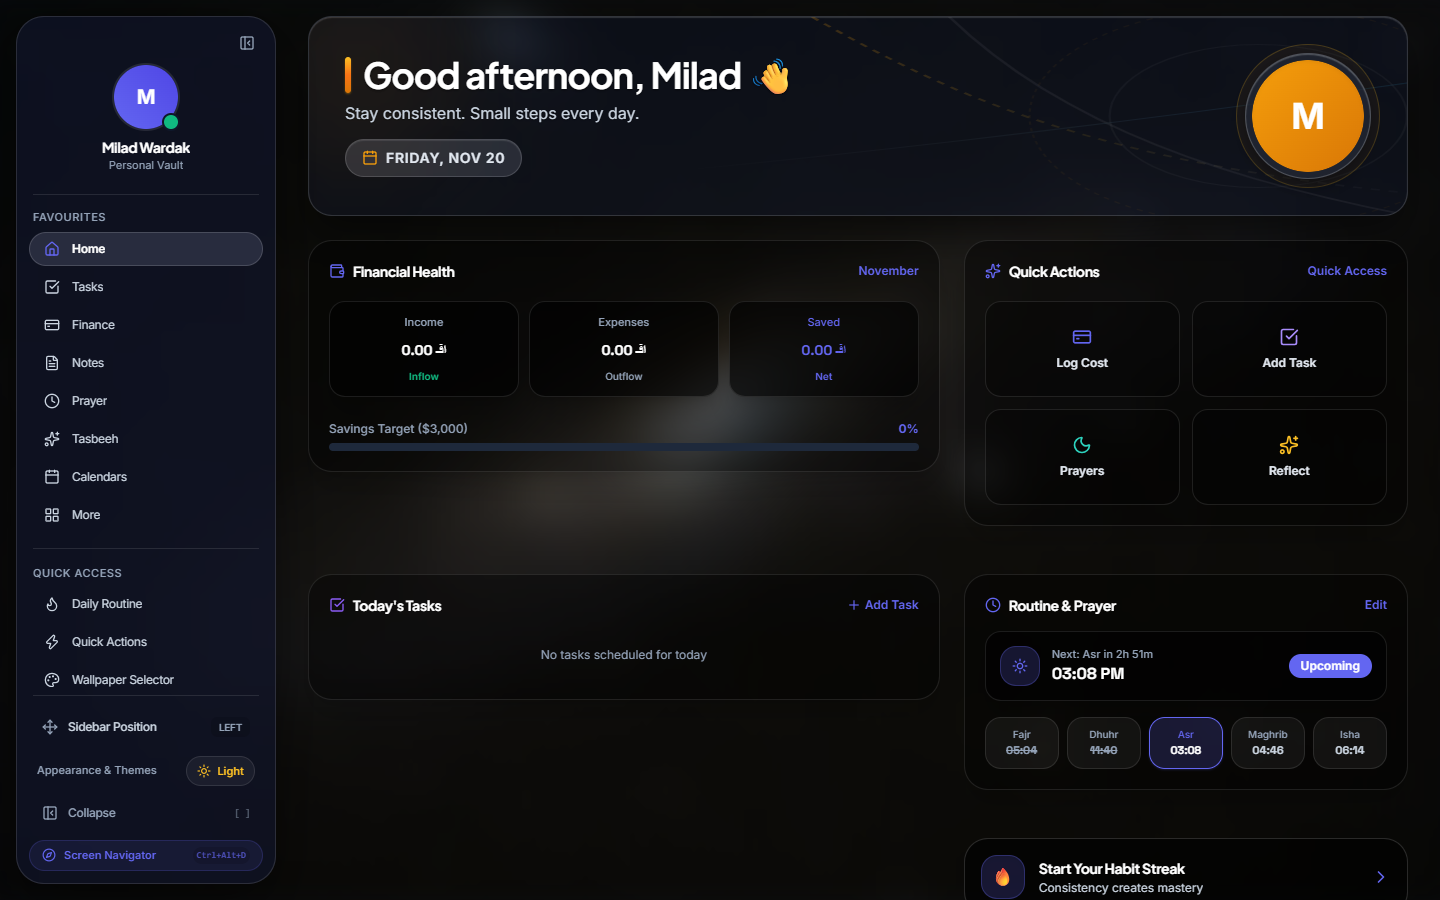 M
Milad Wardak
Personal Vault
FAVOURITES
Home
Tasks
Finance
Notes
Prayer
Tasbeeh
Calendars
More
QUICK ACCESS
Daily Routine
Quick Actions
Wallpaper Selector
Sidebar Position LEFT
Appearance & Themes Light
Collapse [ ]
Screen Navigator Ctrl+Alt+D
Good afternoon, Milad 👋
Stay consistent. Small steps every day.
FRIDAY, NOV 20
M
Financial Health November
Income
0.00
Inflow
Expenses
0.00
Outflow
Saved
0.00
Net
Savings Target ($3,000) 0%
Quick Actions Quick Access
Log Cost
Add Task
Prayers
Reflect
Today's Tasks + Add Task
No tasks scheduled for today
Routine & Prayer Edit
Next: Asr in 2h 51m
03:08 PM
Upcoming
Fajr
05:04
Dhuhr
11:40
Asr
03:08
Maghrib
04:46
Isha
06:14
Start Your Habit Streak
Consistency creates mastery